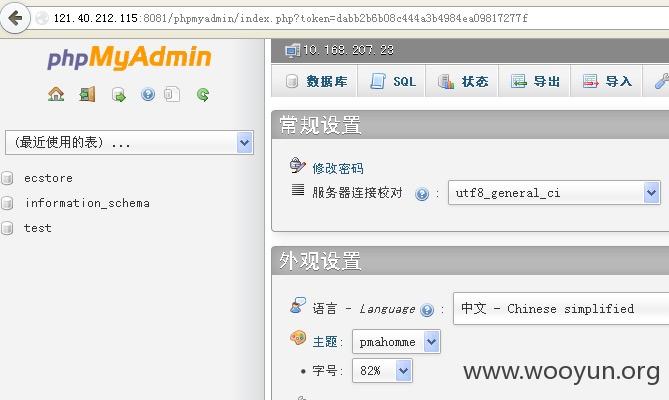 121.40.212.115:8081/phpmyadmin/index.php?token=dabb2b6b08c444a3b4984ea09817277f
phpMyAdmin
(最近使用的表) ...
ecstore
information_schema
test
10.168.207.23
数据库 SQL 状态 导出 导入
常规设置
修改密码
服务器连接校对 : utf8_general_ci
外观设置
语言 - Language : 中文 - Chinese simplified
主题: pmahomme
字号: 82%
www.wooyun.org